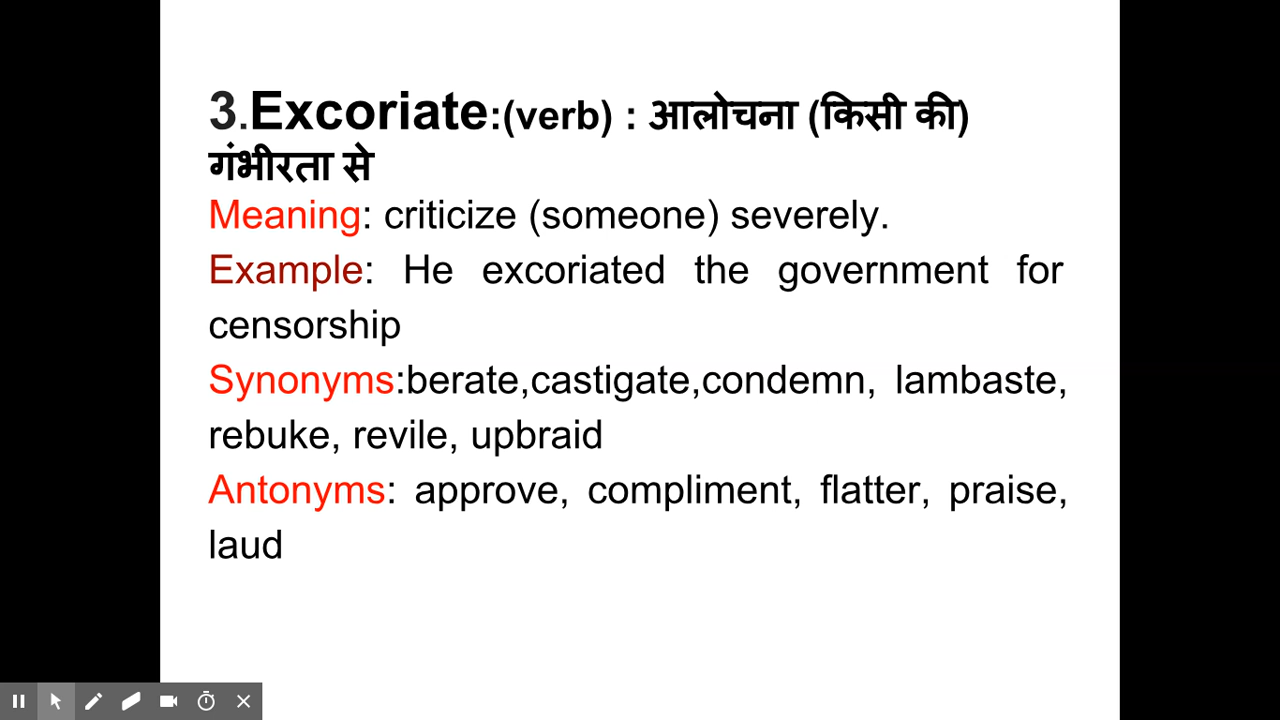 3.Excoriate:(verb) : आलोचना (किसी की)
गंभीरता से
Meaning: criticize (someone) severely.
Example: He excoriated the government for
censorship
Synonyms:berate,castigate,condemn, lambaste,
rebuke, revile, upbraid
Antonyms: approve, compliment, flatter, praise,
laud